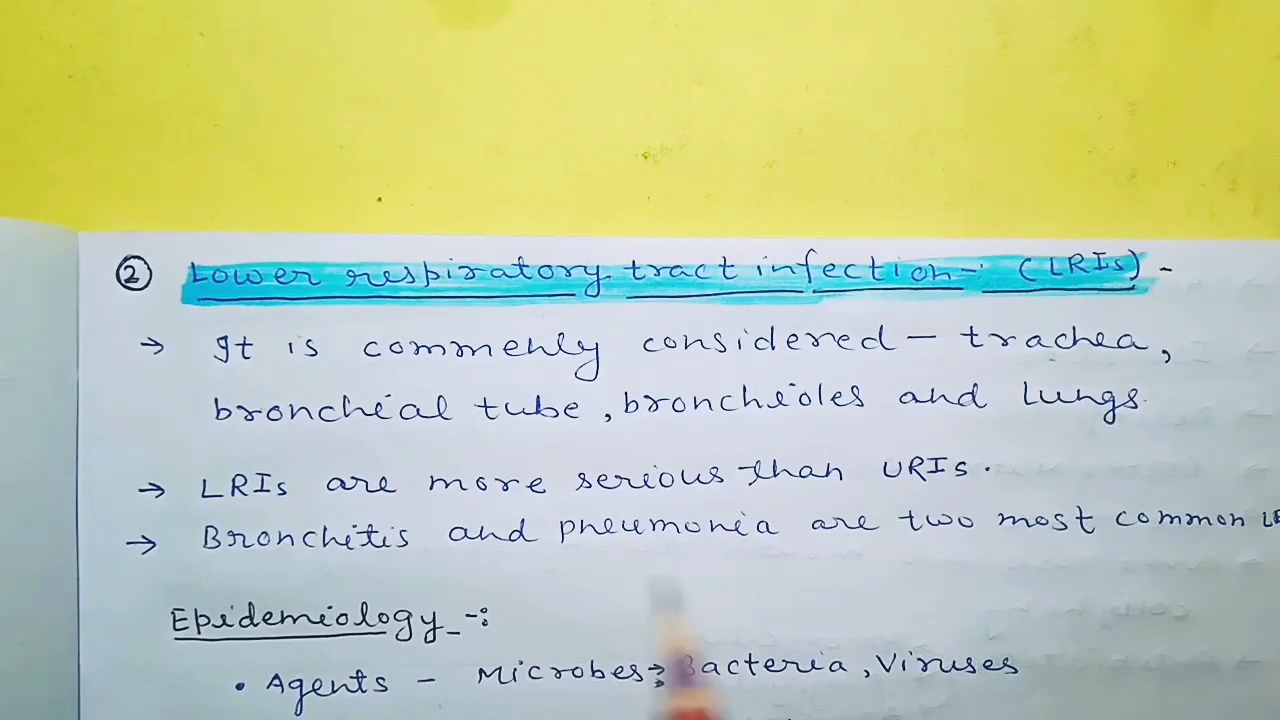 ② Lower respiratory tract infection-: (LRIs) -
→ It is commenly considered - trachea,
bronchial tube, bronchioles and Lungs.
→ LRIs are more serious than URIs.
→ Bronchitis and pneumonia are two most common
Epidemiology -:
• Agents - Microbes → Bacteria, Viruses